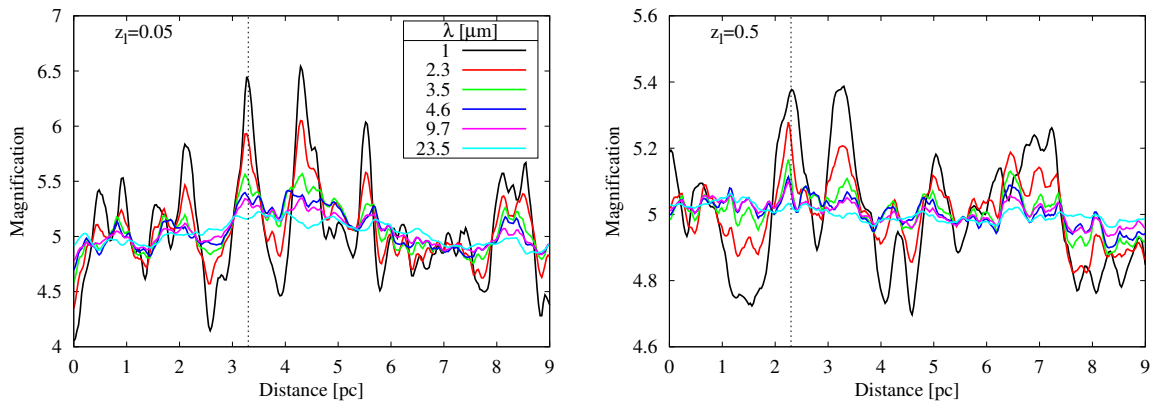 z_l=0.05
λ [μm]
1
2.3
3.5
4.6
9.7
23.5
Magnification
7
6.5
6
5.5
5
4.5
4
0 1 2 3 4 5 6 7 8 9
Distance [pc]
z_l=0.5
Magnification
5.6
5.4
5.2
5
4.8
4.6
0 1 2 3 4 5 6 7 8 9
Distance [pc]